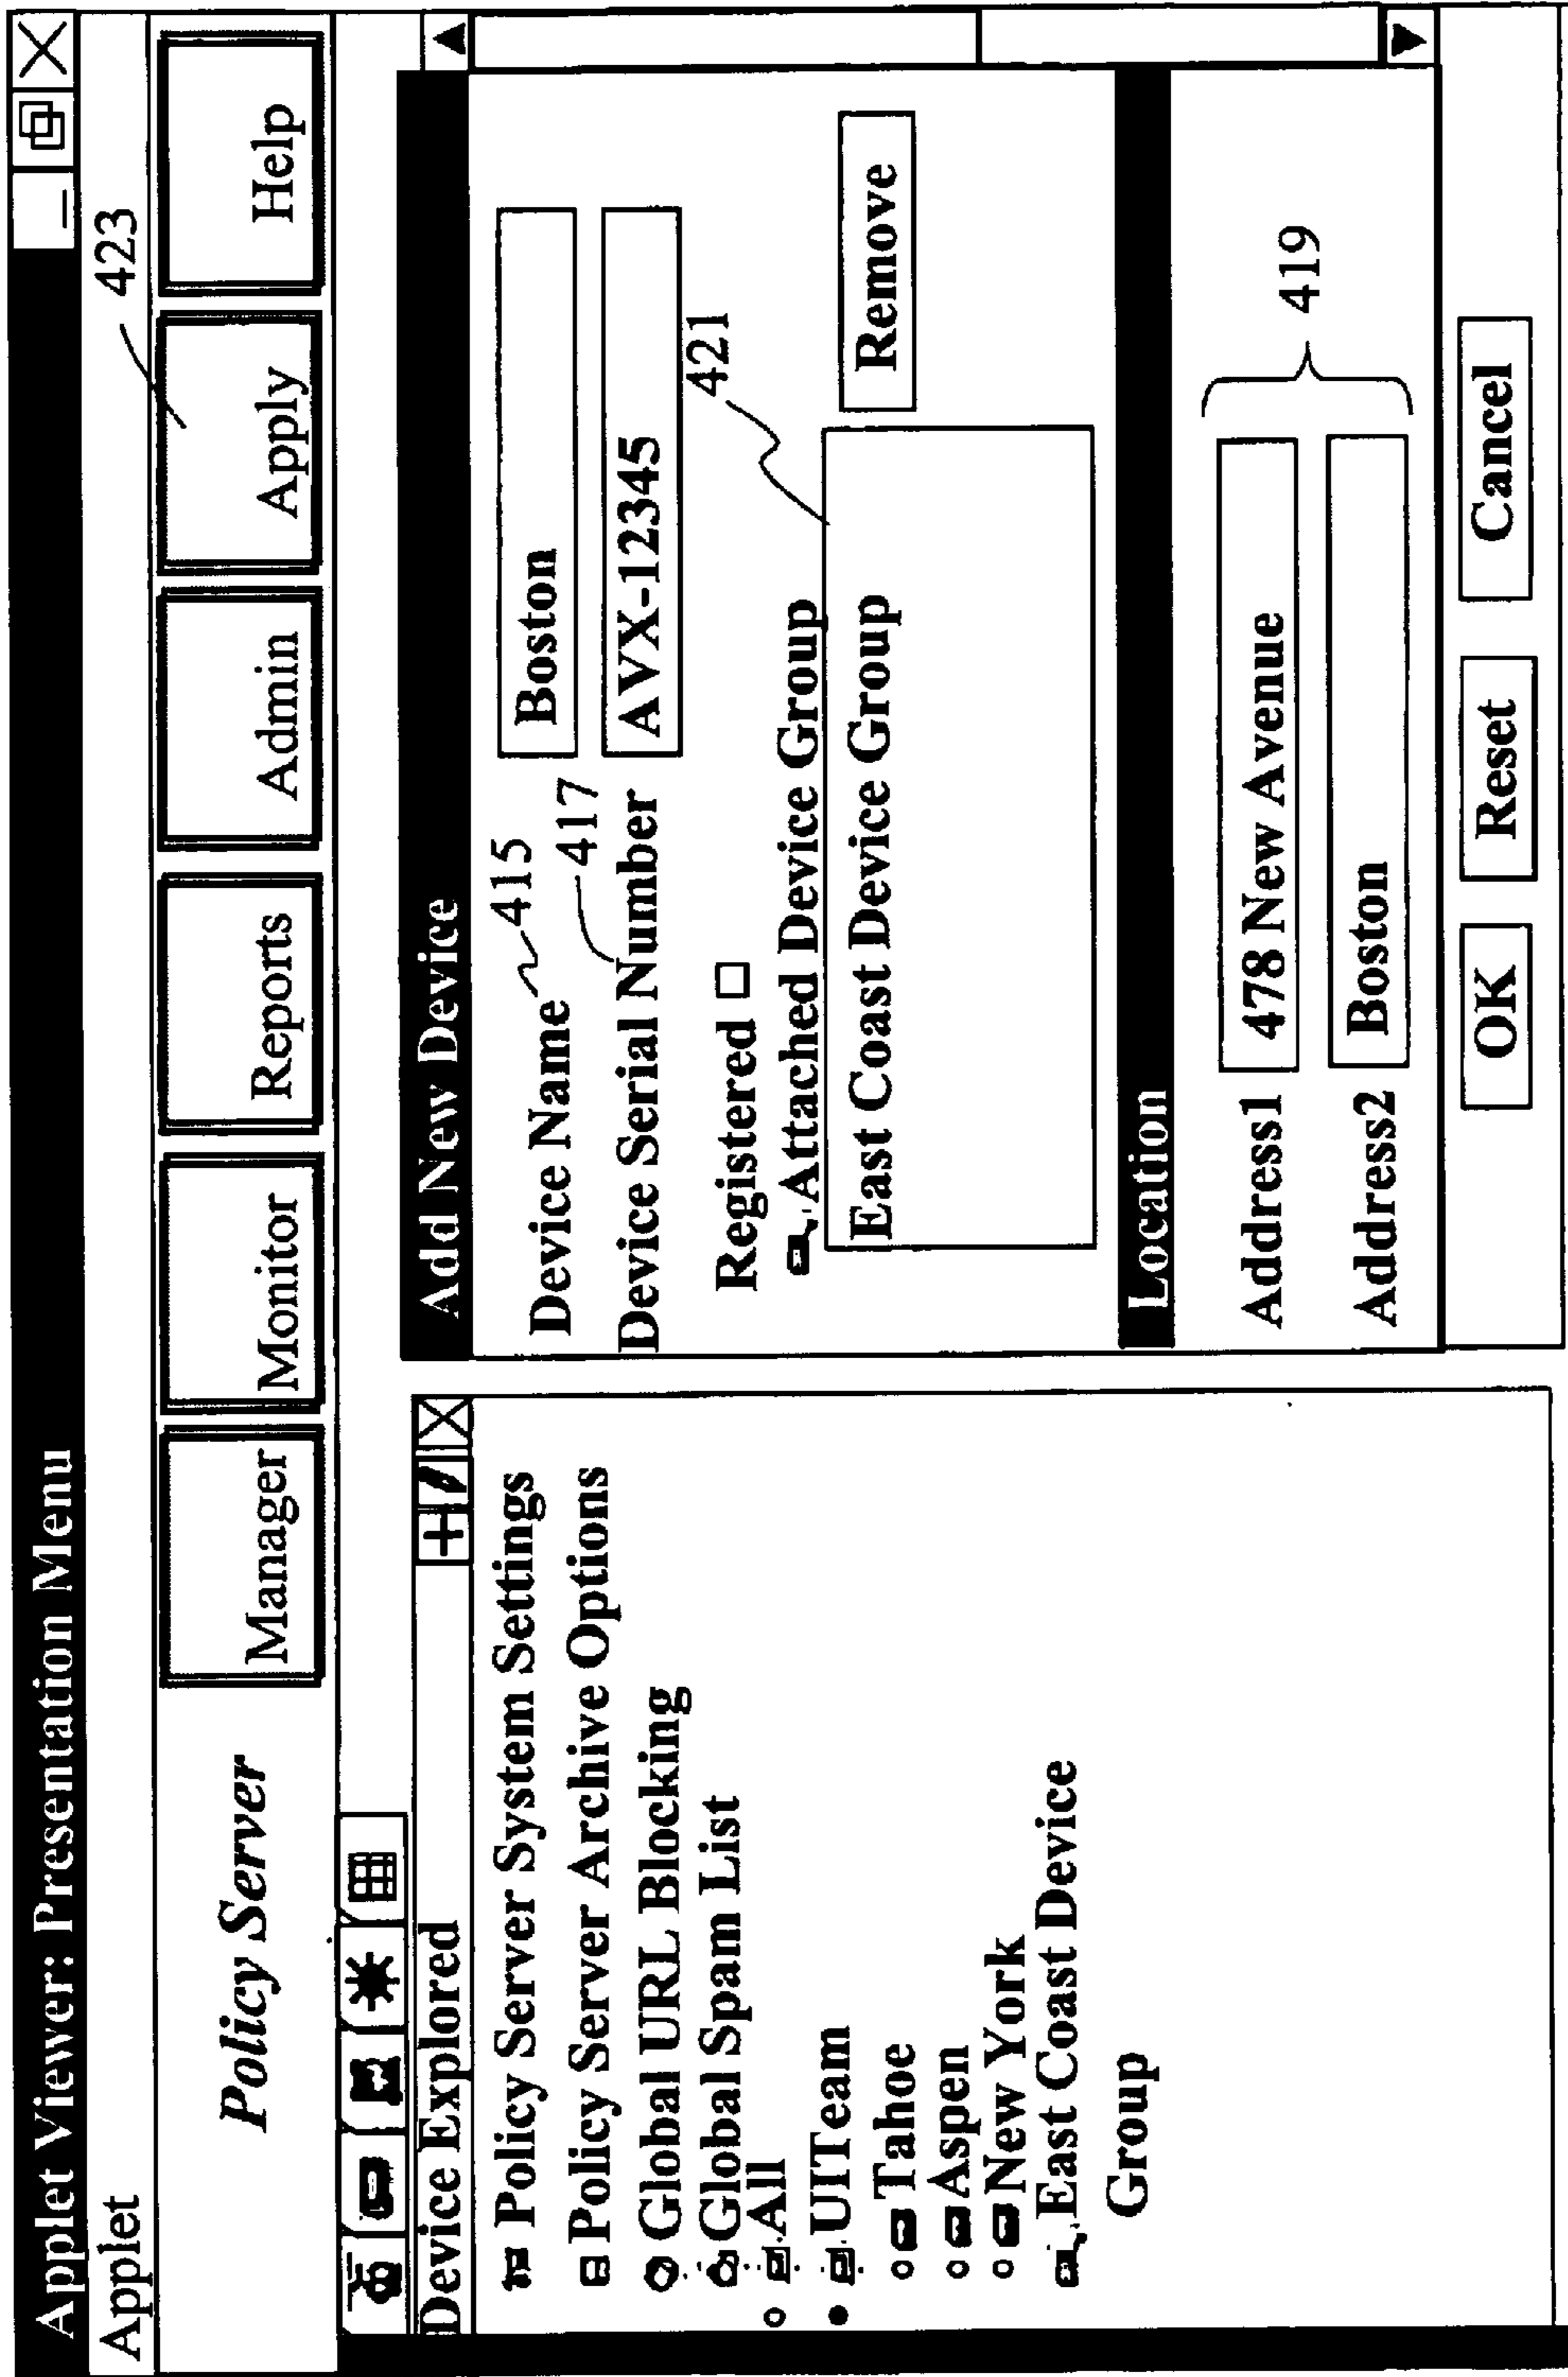 Applet Viewer: Presentation Menu
Applet
423
Policy Server
Manager
Monitor
Reports
Admin
Apply
Help
Device Explored
Policy Server System Settings
Policy Server Archive Options
Global URL Blocking
Global Spam List
All
UITeam
Tahoe
Aspen
New York
East Coast Device
Group
Add New Device
Device Name 415 Boston
Device Serial Number 417 AVX-12345
Registered
Attached Device Group 421
East Coast Device Group
Remove
Location
Address1 478 New Avenue
Address2 Boston
419
OK Reset Cancel